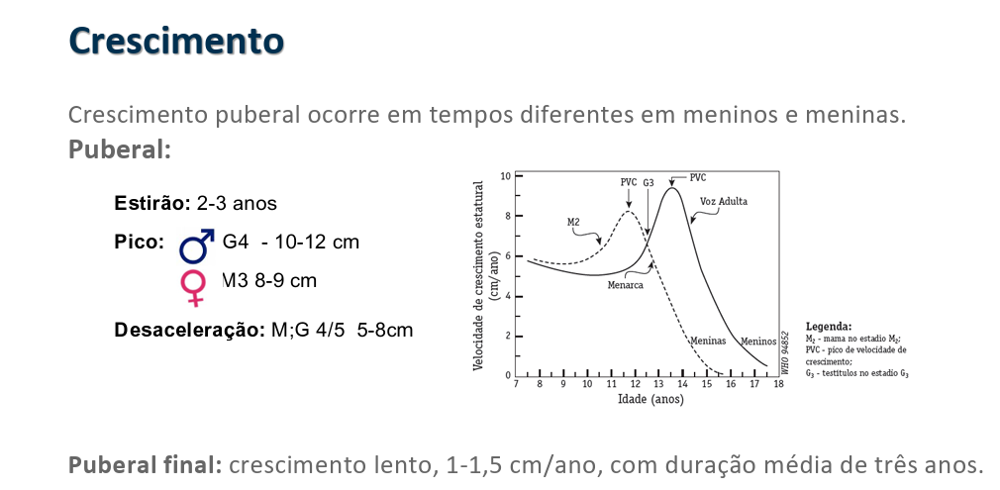 Crescimento
Crescimento puberal ocorre em tempos diferentes em meninos e meninas.
Puberal:
Estirão: 2-3 anos
Pico: ♂ G4 - 10-12 cm
♀ M3 8-9 cm
Desaceleração: M;G 4/5 5-8cm
Velocidade de crescimento estatural
(cm/ano)
10
8
6
4
2
0
PVC G3
PVC
Voz Adulta
M2
Menarca
Meninas
Meninos
WHO 94852
7 8 9 10 11 12 13 14 15 16 17 18
Idade (anos)
Legenda:
M₂ - mama no estadio M₂;
PVC - pico de velocidade de
crescimento;
G₃ - testitulos no estadio G₃
Puberal final: crescimento lento, 1-1,5 cm/ano, com duração média de três anos.